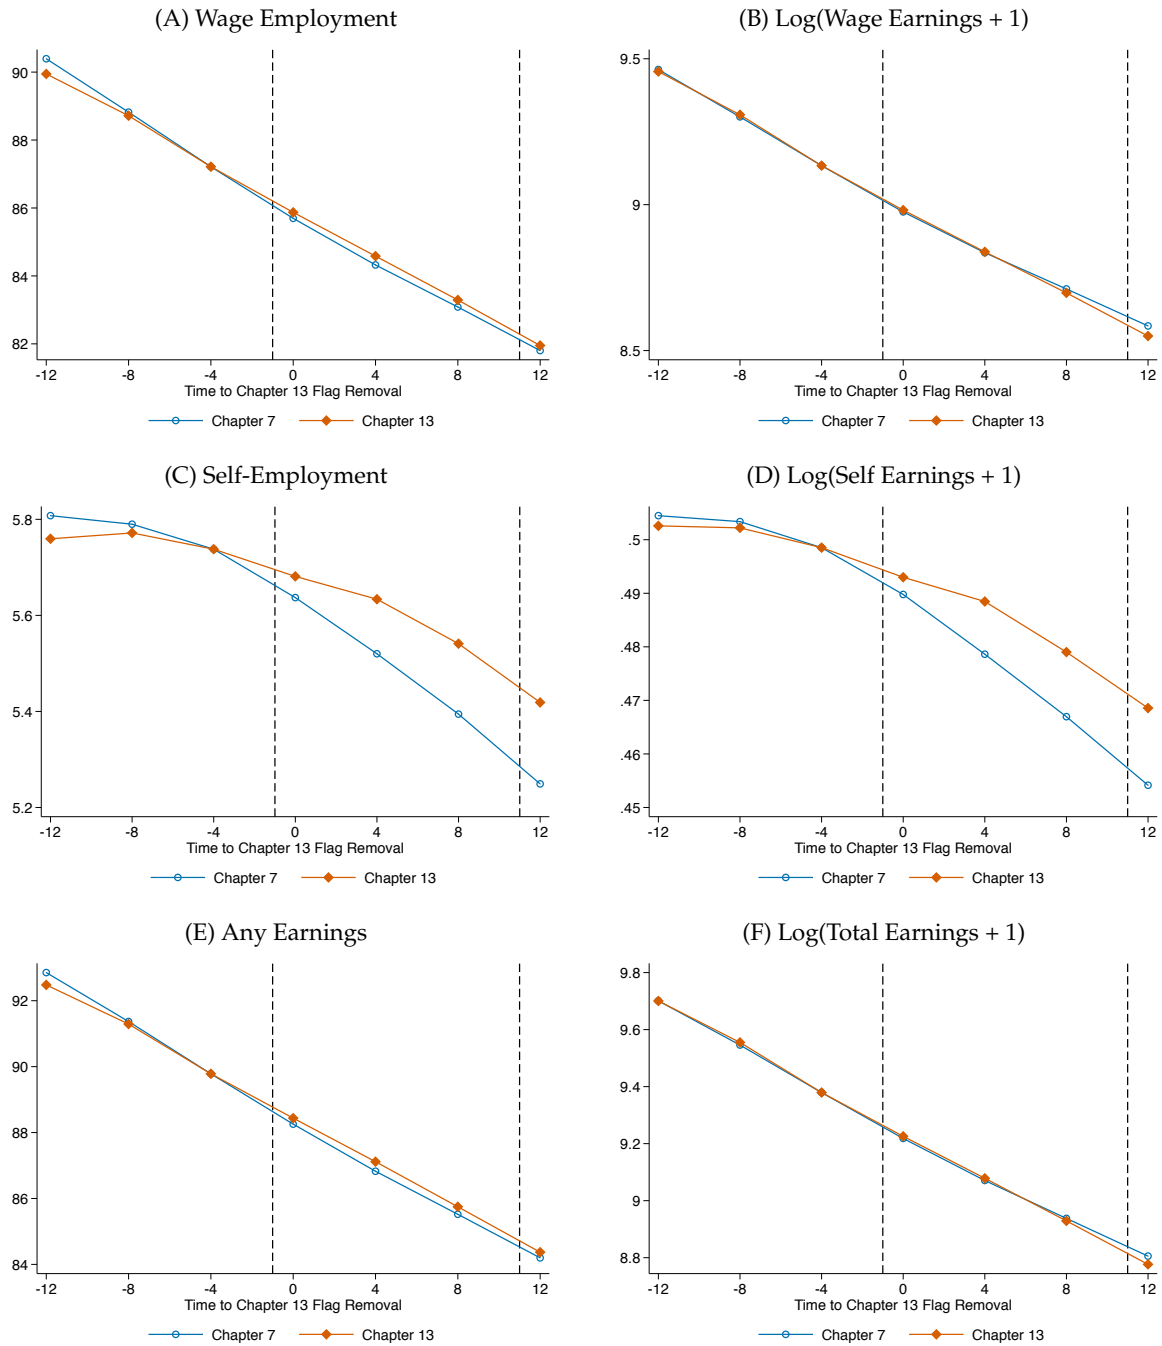 (A) Wage Employment
90
88
86
84
82
-12 -8 -4 0 4 8 12
Time to Chapter 13 Flag Removal
Chapter 7 Chapter 13
(B) Log(Wage Earnings + 1)
9.5
9
8.5
-12 -8 -4 0 4 8 12
Time to Chapter 13 Flag Removal
Chapter 7 Chapter 13
(C) Self-Employment
5.8
5.6
5.4
5.2
-12 -8 -4 0 4 8 12
Time to Chapter 13 Flag Removal
Chapter 7 Chapter 13
(D) Log(Self Earnings + 1)
.5
.49
.48
.47
.46
.45
-12 -8 -4 0 4 8 12
Time to Chapter 13 Flag Removal
Chapter 7 Chapter 13
(E) Any Earnings
92
90
88
86
84
-12 -8 -4 0 4 8 12
Time to Chapter 13 Flag Removal
Chapter 7 Chapter 13
(F) Log(Total Earnings + 1)
9.8
9.6
9.4
9.2
9
8.8
-12 -8 -4 0 4 8 12
Time to Chapter 13 Flag Removal
Chapter 7 Chapter 13